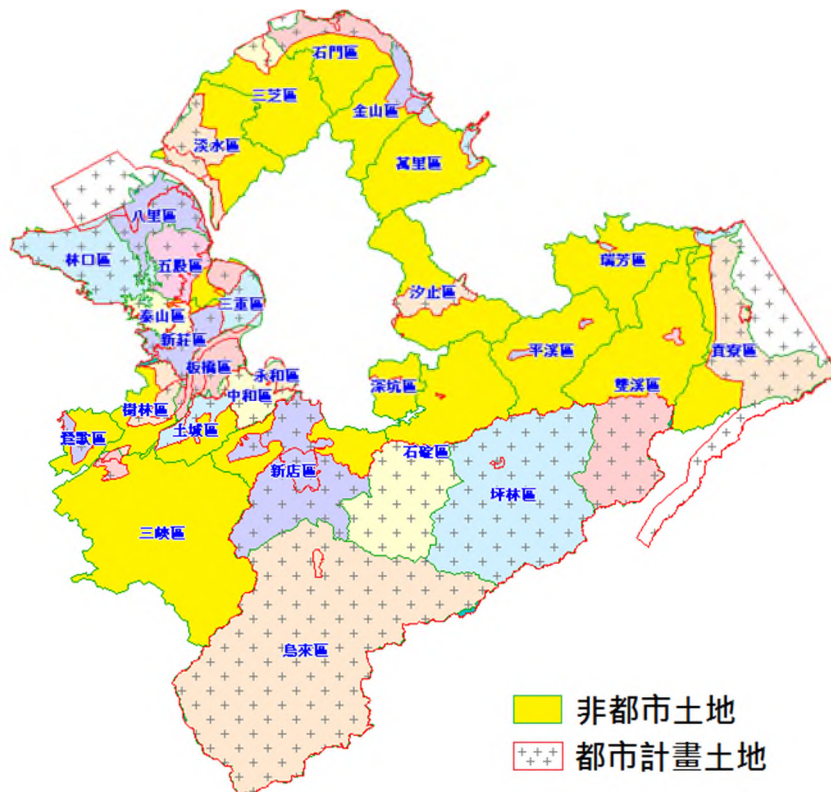 石門區
三芝區
金山區
淡水區
萬里區
八里區
林口區
五股區
瑞芳區
汐止區
三重區
泰山區
新莊區
平溪區
貢寮區
板橋區
永和區
深坑區
雙溪區
中和區
樹林區
土城區
鶯歌區
石碇區
新店區
坪林區
三峽區
烏來區
非都市土地
都市計畫土地